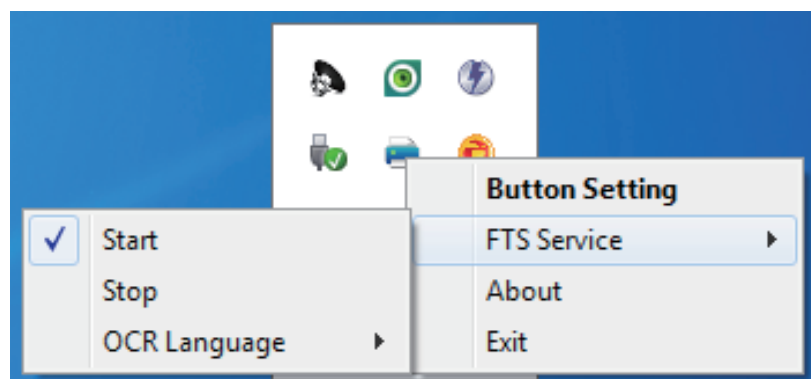 Button Setting
FTS Service
About
Exit
Start
Stop
OCR Language